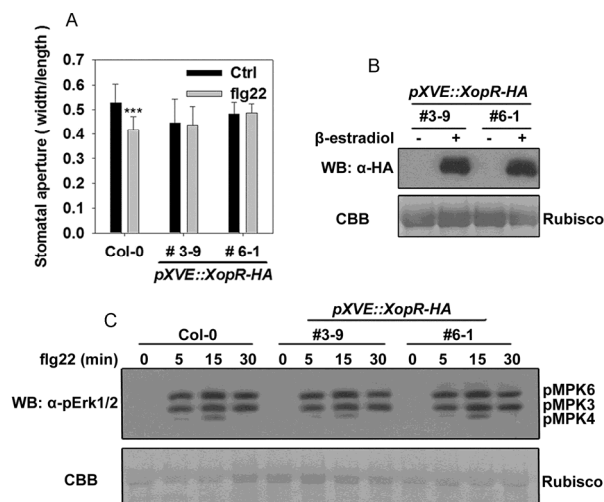 A
Stomatal aperture ( width/length)
0.7
0.6
0.5
0.4
0.3
0.2
0.1
0.0
Ctrl
flg22
***
Col-0 # 3-9 # 6-1
pXVE::XopR-HA
B
pXVE::XopR-HA
#3-9 #6-1
β-estradiol - + - +
WB: α-HA
CBB Rubisco
C
pXVE::XopR-HA
Col-0 #3-9 #6-1
flg22 (min) 0 5 15 30 0 5 15 30 0 5 15 30
WB: α-pErk1/2
pMPK6
pMPK3
pMPK4
CBB Rubisco